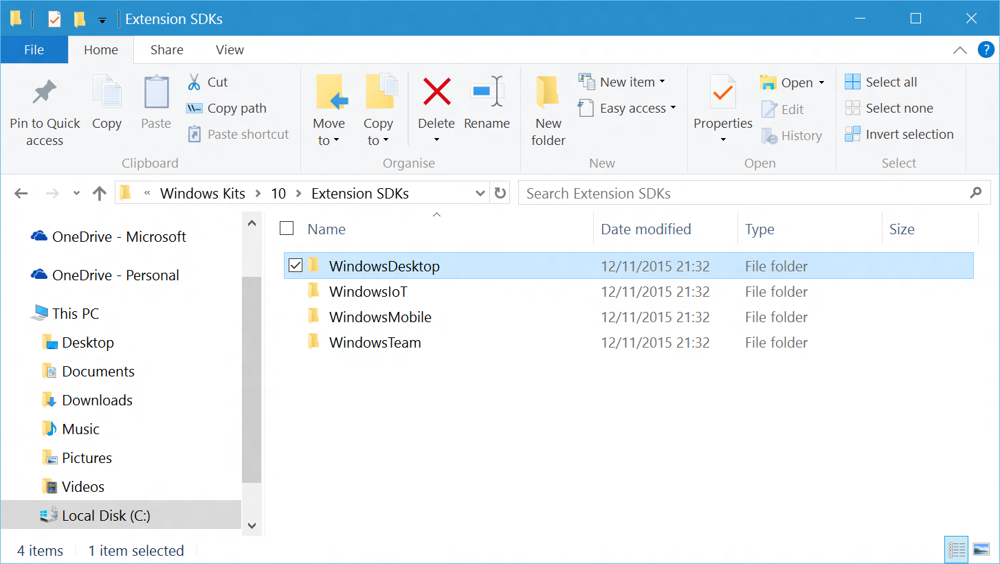 Extension SDKs
File Home Share View
?
Pin to Quick access
Copy
Paste
Cut
Copy path
Paste shortcut
Clipboard
Move to
Copy to
Delete
Rename
Organise
New folder
New item
Easy access
New
Properties
Open
Edit
History
Open
Select all
Select none
Invert selection
Select
« Windows Kits > 10 > Extension SDKs
Search Extension SDKs
OneDrive - Microsoft
OneDrive - Personal
This PC
Desktop
Documents
Downloads
Music
Pictures
Videos
Local Disk (C:)
Name Date modified Type Size
WindowsDesktop 12/11/2015 21:32 File folder
WindowsIoT 12/11/2015 21:32 File folder
WindowsMobile 12/11/2015 21:32 File folder
WindowsTeam 12/11/2015 21:32 File folder
4 items 1 item selected